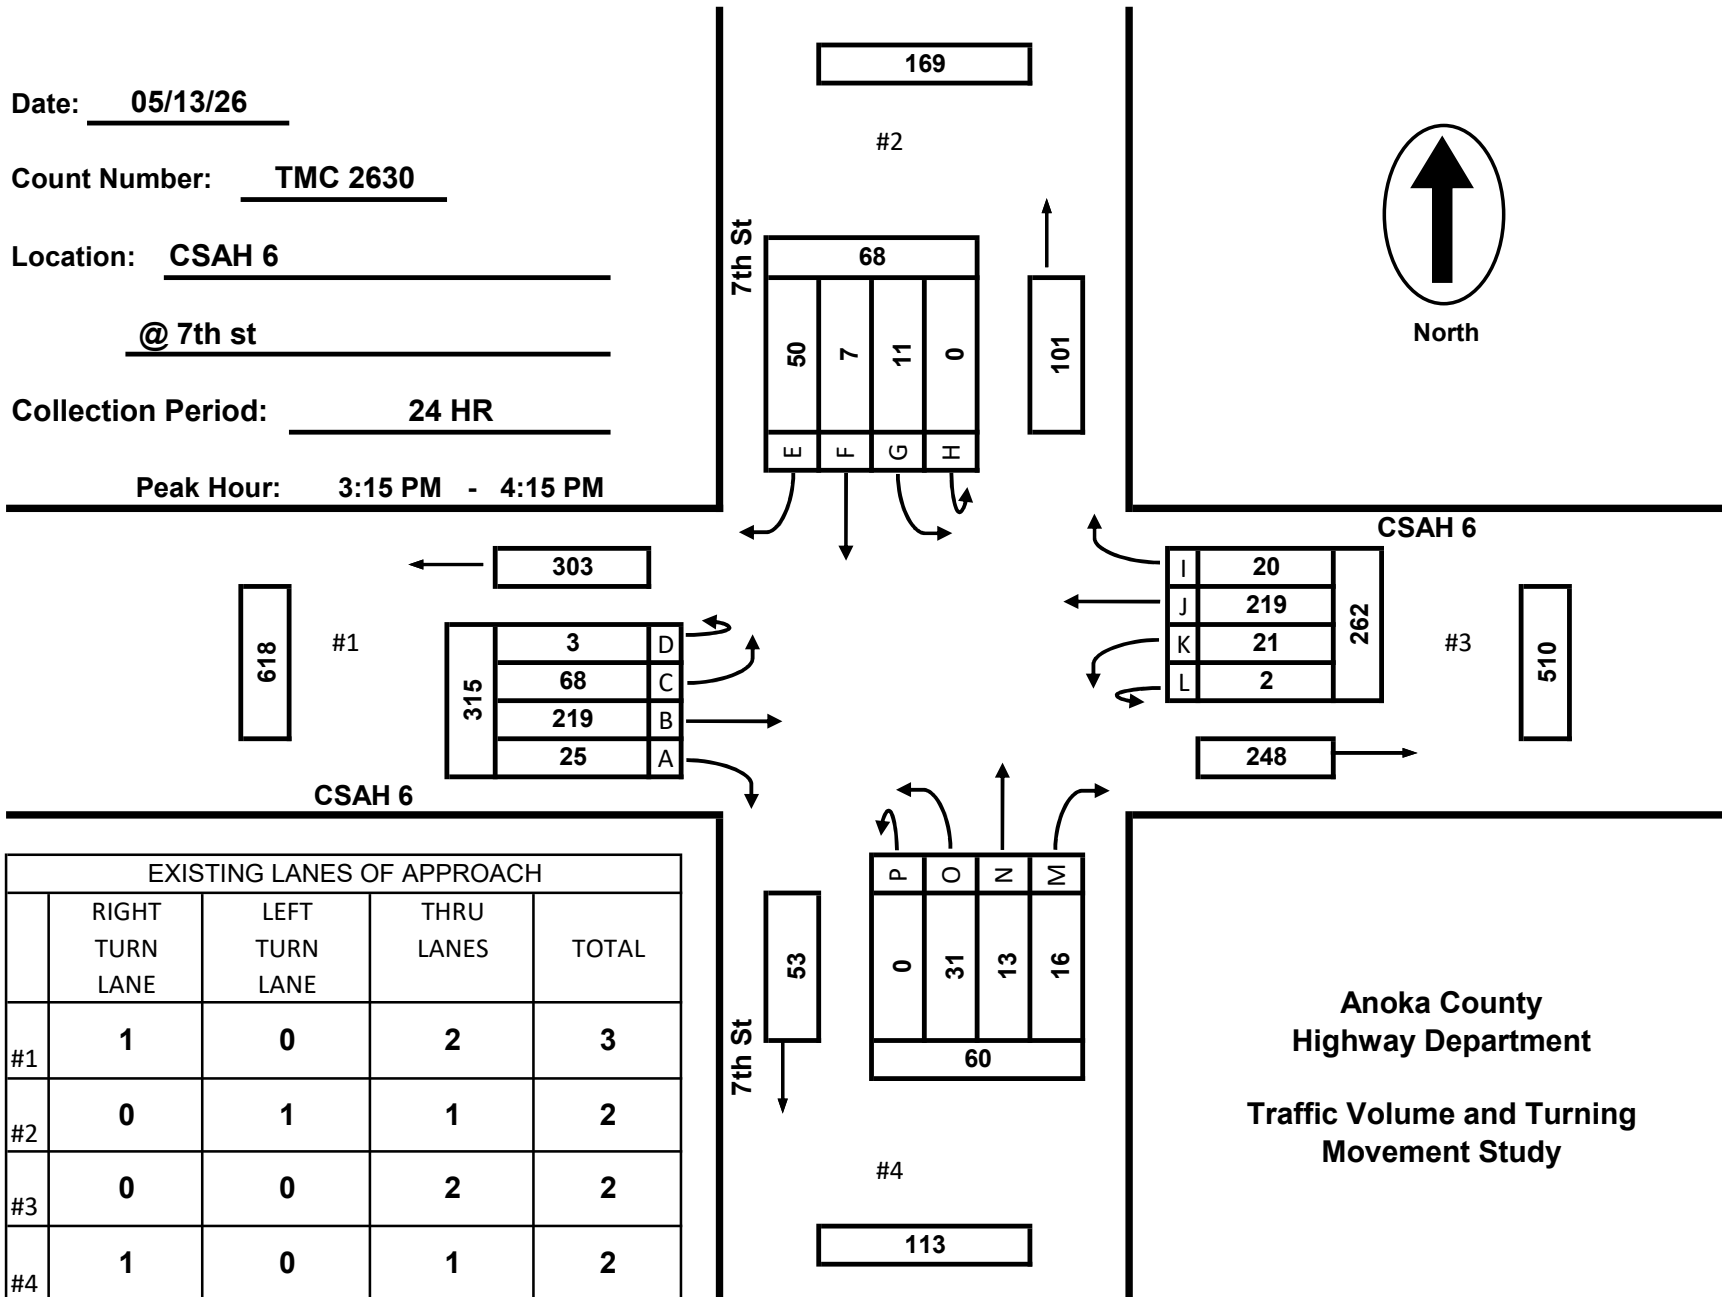 Date: 05/13/26
Count Number: TMC 2630
Location: CSAH 6
@ 7th st
Collection Period: 24 HR
Peak Hour: 3:15 PM - 4:15 PM
169
#2
7th St
68
50 7 11 0
E F G H
101
North
CSAH 6
303
618
#1
315
3 D
68 C
219 B
25 A
CSAH 6
I 20
J 219
K 21
L 2
262
#3
510
248
P O N M
0 31 13 16
60
53
7th St
#4
113
EXISTING LANES OF APPROACH
RIGHT TURN LANE
LEFT TURN LANE
THRU LANES
TOTAL
#1 1 0 2 3
#2 0 1 1 2
#3 0 0 2 2
#4 1 0 1 2
Anoka County
Highway Department
Traffic Volume and Turning
Movement Study